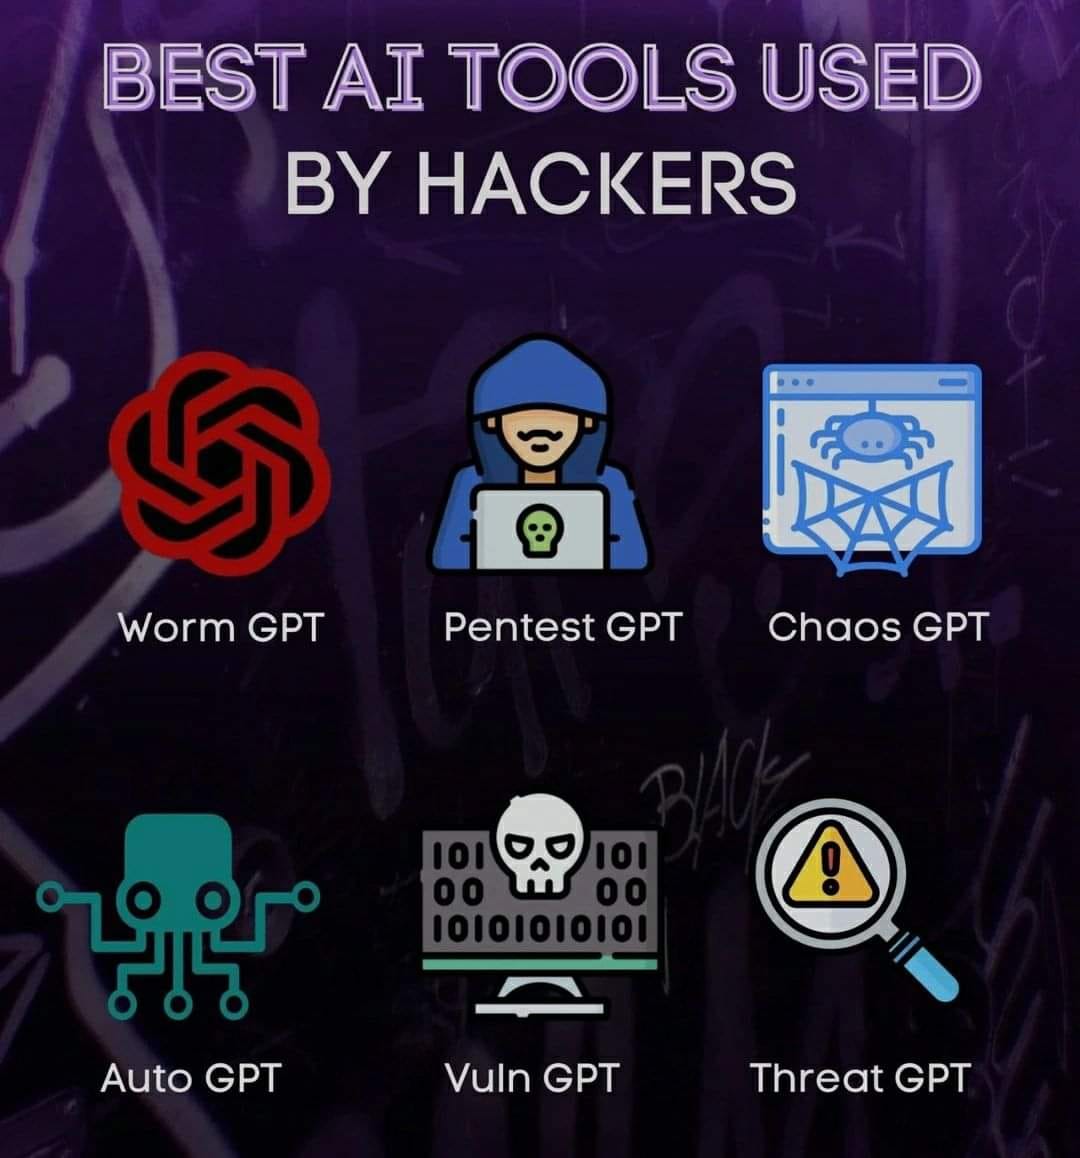 BEST AI TOOLS USED
BY HACKERS
Worm GPT
Pentest GPT
Chaos GPT
BlACK
101
101
00
00
10101010101
Auto GPT
Vuln GPT
Threat GPT